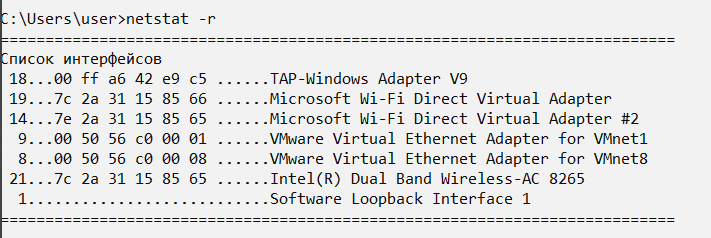 C:\Users\user>netstat -r
===========================================================================
Список интерфейсов
 18...00 ff a6 42 e9 c5 ......TAP-Windows Adapter V9
 19...7c 2a 31 15 85 66 ......Microsoft Wi-Fi Direct Virtual Adapter
 14...7e 2a 31 15 85 65 ......Microsoft Wi-Fi Direct Virtual Adapter #2
  9...00 50 56 c0 00 01 ......VMware Virtual Ethernet Adapter for VMnet1
  8...00 50 56 c0 00 08 ......VMware Virtual Ethernet Adapter for VMnet8
 21...7c 2a 31 15 85 65 ......Intel(R) Dual Band Wireless-AC 8265
  1...........................Software Loopback Interface 1
===========================================================================